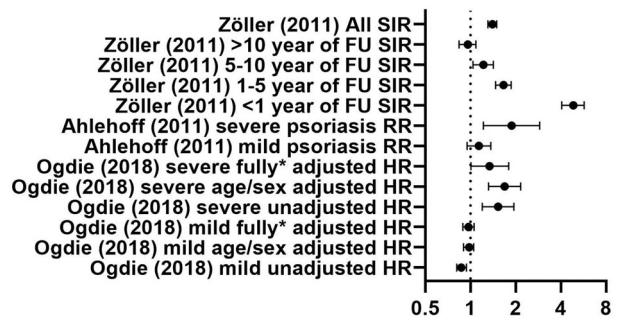 Zöller (2011) All SIR
Zöller (2011) >10 year of FU SIR
Zöller (2011) 5-10 year of FU SIR
Zöller (2011) 1-5 year of FU SIR
Zöller (2011) <1 year of FU SIR
Ahlehoff (2011) severe psoriasis RR
Ahlehoff (2011) mild psoriasis RR
Ogdie (2018) severe fully* adjusted HR
Ogdie (2018) severe age/sex adjusted HR
Ogdie (2018) severe unadjusted HR
Ogdie (2018) mild fully* adjusted HR
Ogdie (2018) mild age/sex adjusted HR
Ogdie (2018) mild unadjusted HR
0.5 1 2 4 8